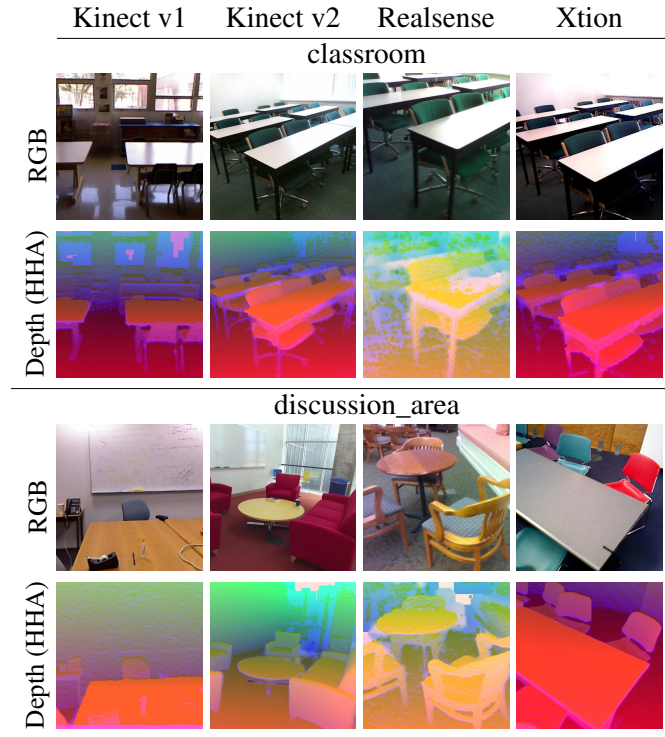 Kinect v1 Kinect v2 Realsense Xtion
classroom
RGB
Depth (HHA)
discussion_area
RGB
Depth (HHA)